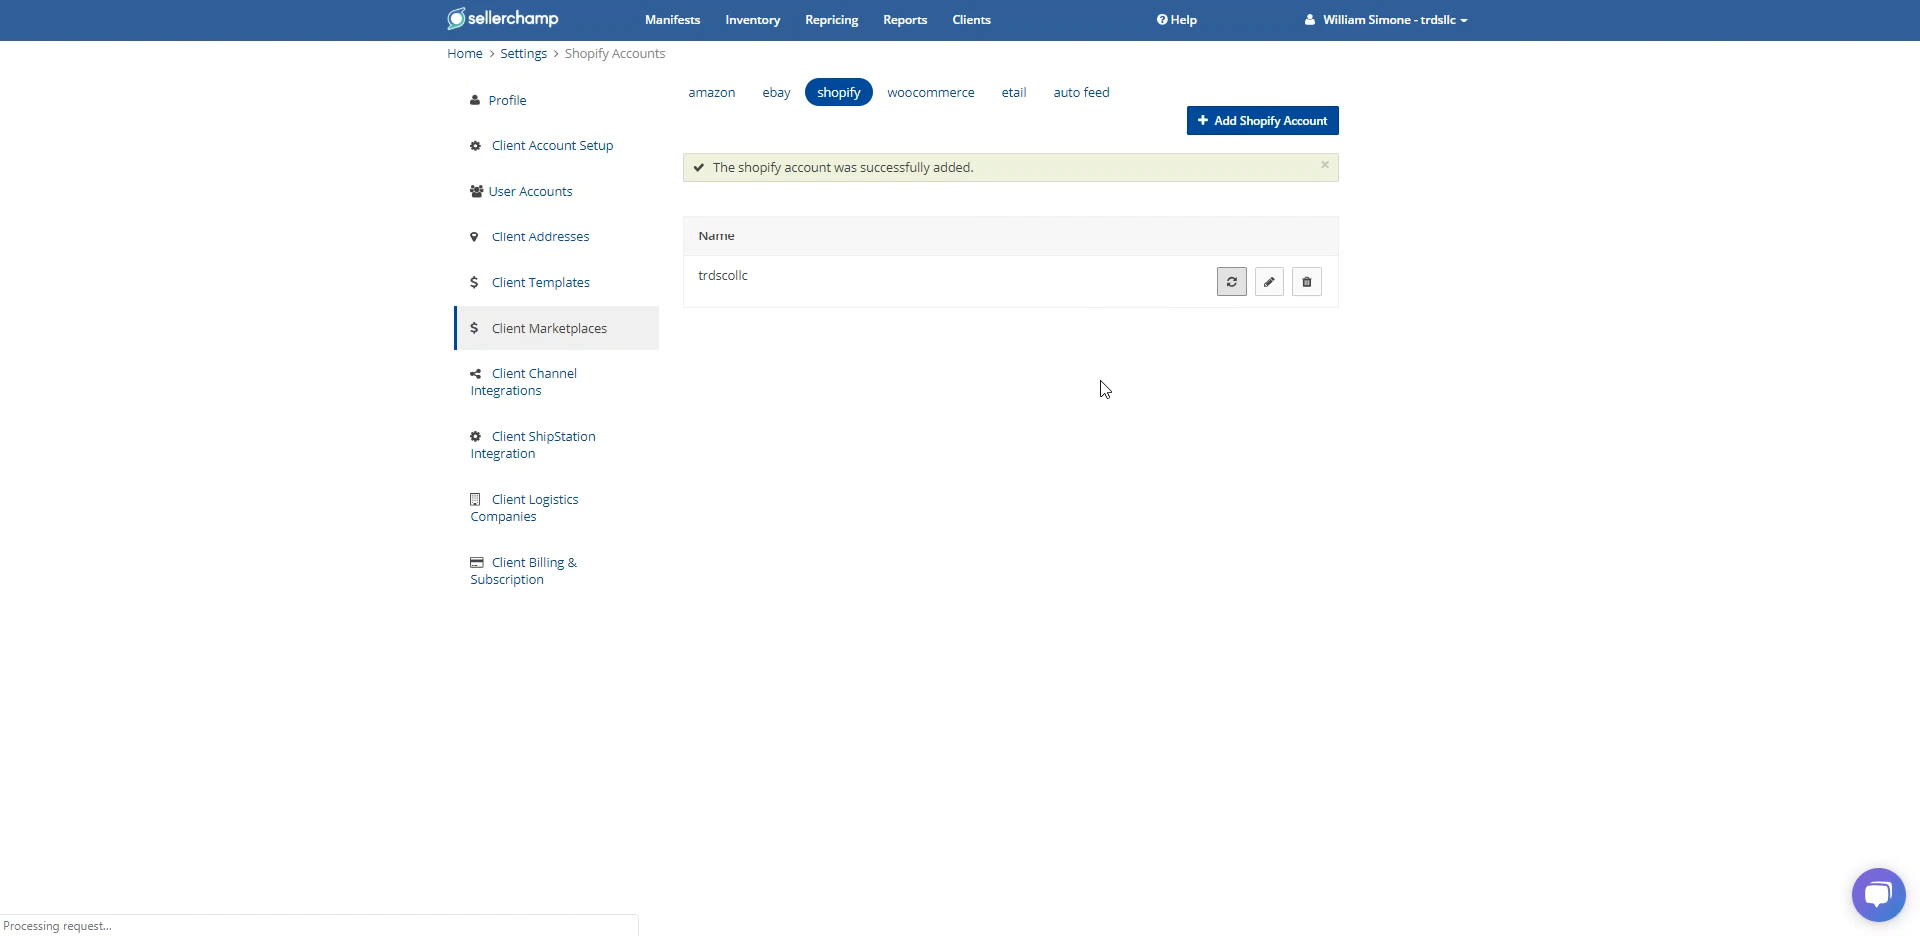 sellerchamp
Manifests Inventory Repricing Reports Clients Help William Simone - trdsllc
Home > Settings > Shopify Accounts
Profile
Client Account Setup
User Accounts
Client Addresses
Client Templates
Client Marketplaces
Client Channel
Integrations
Client ShipStation
Integration
Client Logistics
Companies
Client Billing &
Subscription
amazon ebay shopify woocommerce etail auto feed
+ Add Shopify Account
The shopify account was successfully added. ×
Name
trdscollc
Processing request...